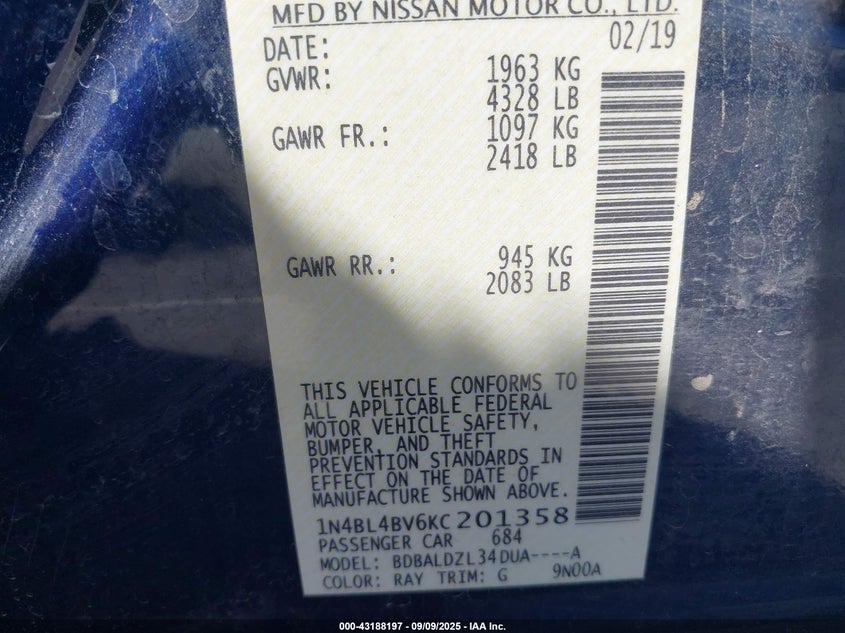 MFD BY NISSAN MOTOR CO., LTD.
DATE: 02/19
GVWR: 1963 KG
4328 LB
GAWR FR.: 1097 KG
2418 LB
GAWR RR.: 945 KG
2083 LB
THIS VEHICLE CONFORMS TO
ALL APPLICABLE FEDERAL
MOTOR VEHICLE SAFETY,
BUMPER, AND THEFT
PREVENTION STANDARDS IN
EFFECT ON THE DATE OF
MANUFACTURE SHOWN ABOVE.
1N4BL4BV6KC201358
PASSENGER CAR 684
MODEL: BDBALDZL34DUA----A
COLOR: RAY TRIM: G 9N00A
000-43188197 - 09/09/2025 - IAA Inc.